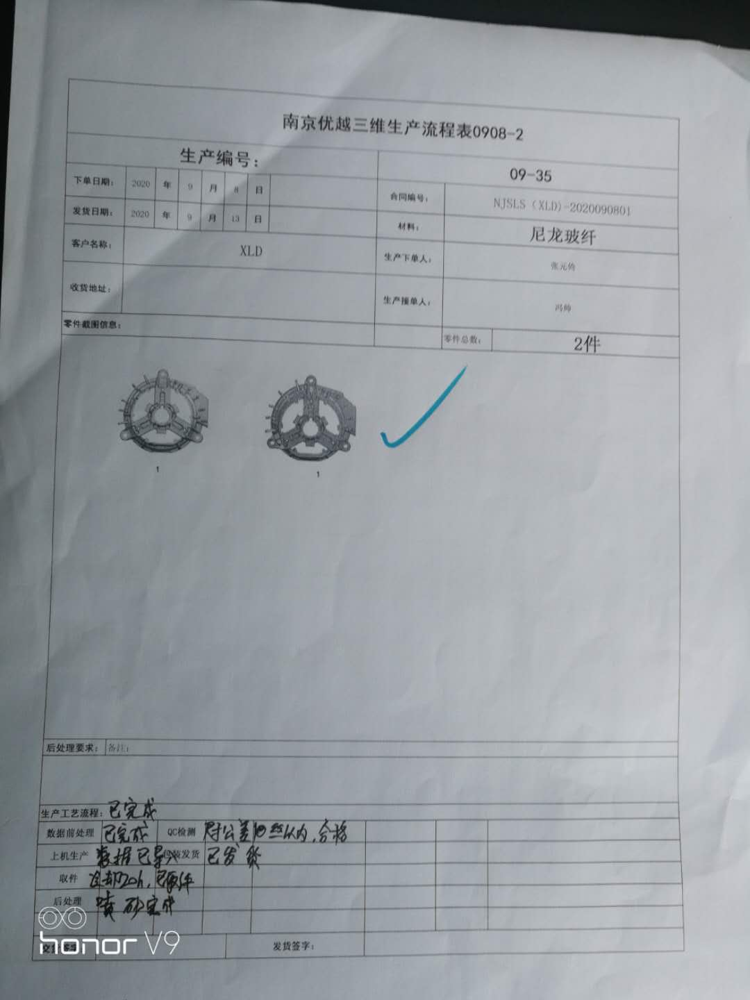 南京优越三维生产流程表0908-2
生产编号： 09-35
下单日期： 2020 年 9 月 8 日 合同编号： NJSLS（XLD)-2020090801
发货日期： 2020 年 9 月 13 日 材料： 尼龙玻纤
客户名称： XLD 生产下单人： 张元
收货地址： 生产接单人： 冯帅
零件截图信息： 零件总数： 2件
1 1
后处理要求： 备注：
生产工艺流程：已完成
数据前处理 已完成 QC检测 尺寸公差10丝以内,合格
上机生产 数据已导入 包装发货 已发货
取件 冷却20h,已取件
后处理 喷砂完成
发货签字：
honor V9